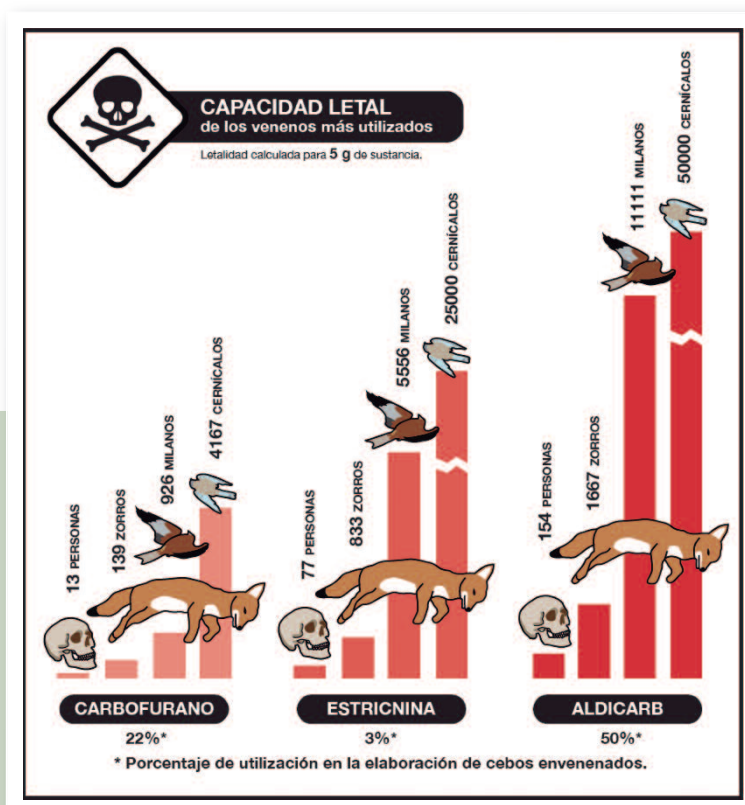 CAPACIDAD LETAL
de los venenos más utilizados
Letalidad calculada para 5 g de sustancia.
13 PERSONAS
139 ZORROS
926 MILANOS
4167 CERNÍCALOS
77 PERSONAS
833 ZORROS
5556 MILANOS
25000 CERNÍCALOS
154 PERSONAS
1667 ZORROS
11111 MILANOS
50000 CERNÍCALOS
CARBOFURANO
22%*
ESTRICNINA
3%*
ALDICARB
50%*
* Porcentaje de utilización en la elaboración de cebos envenenados.